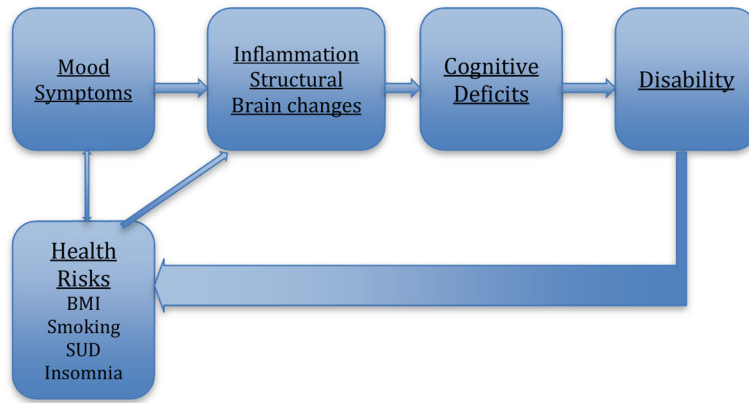 Mood
Symptoms
Inflammation
Structural
Brain changes
Cognitive
Deficits
Disability
Health
Risks
BMI
Smoking
SUD
Insomnia